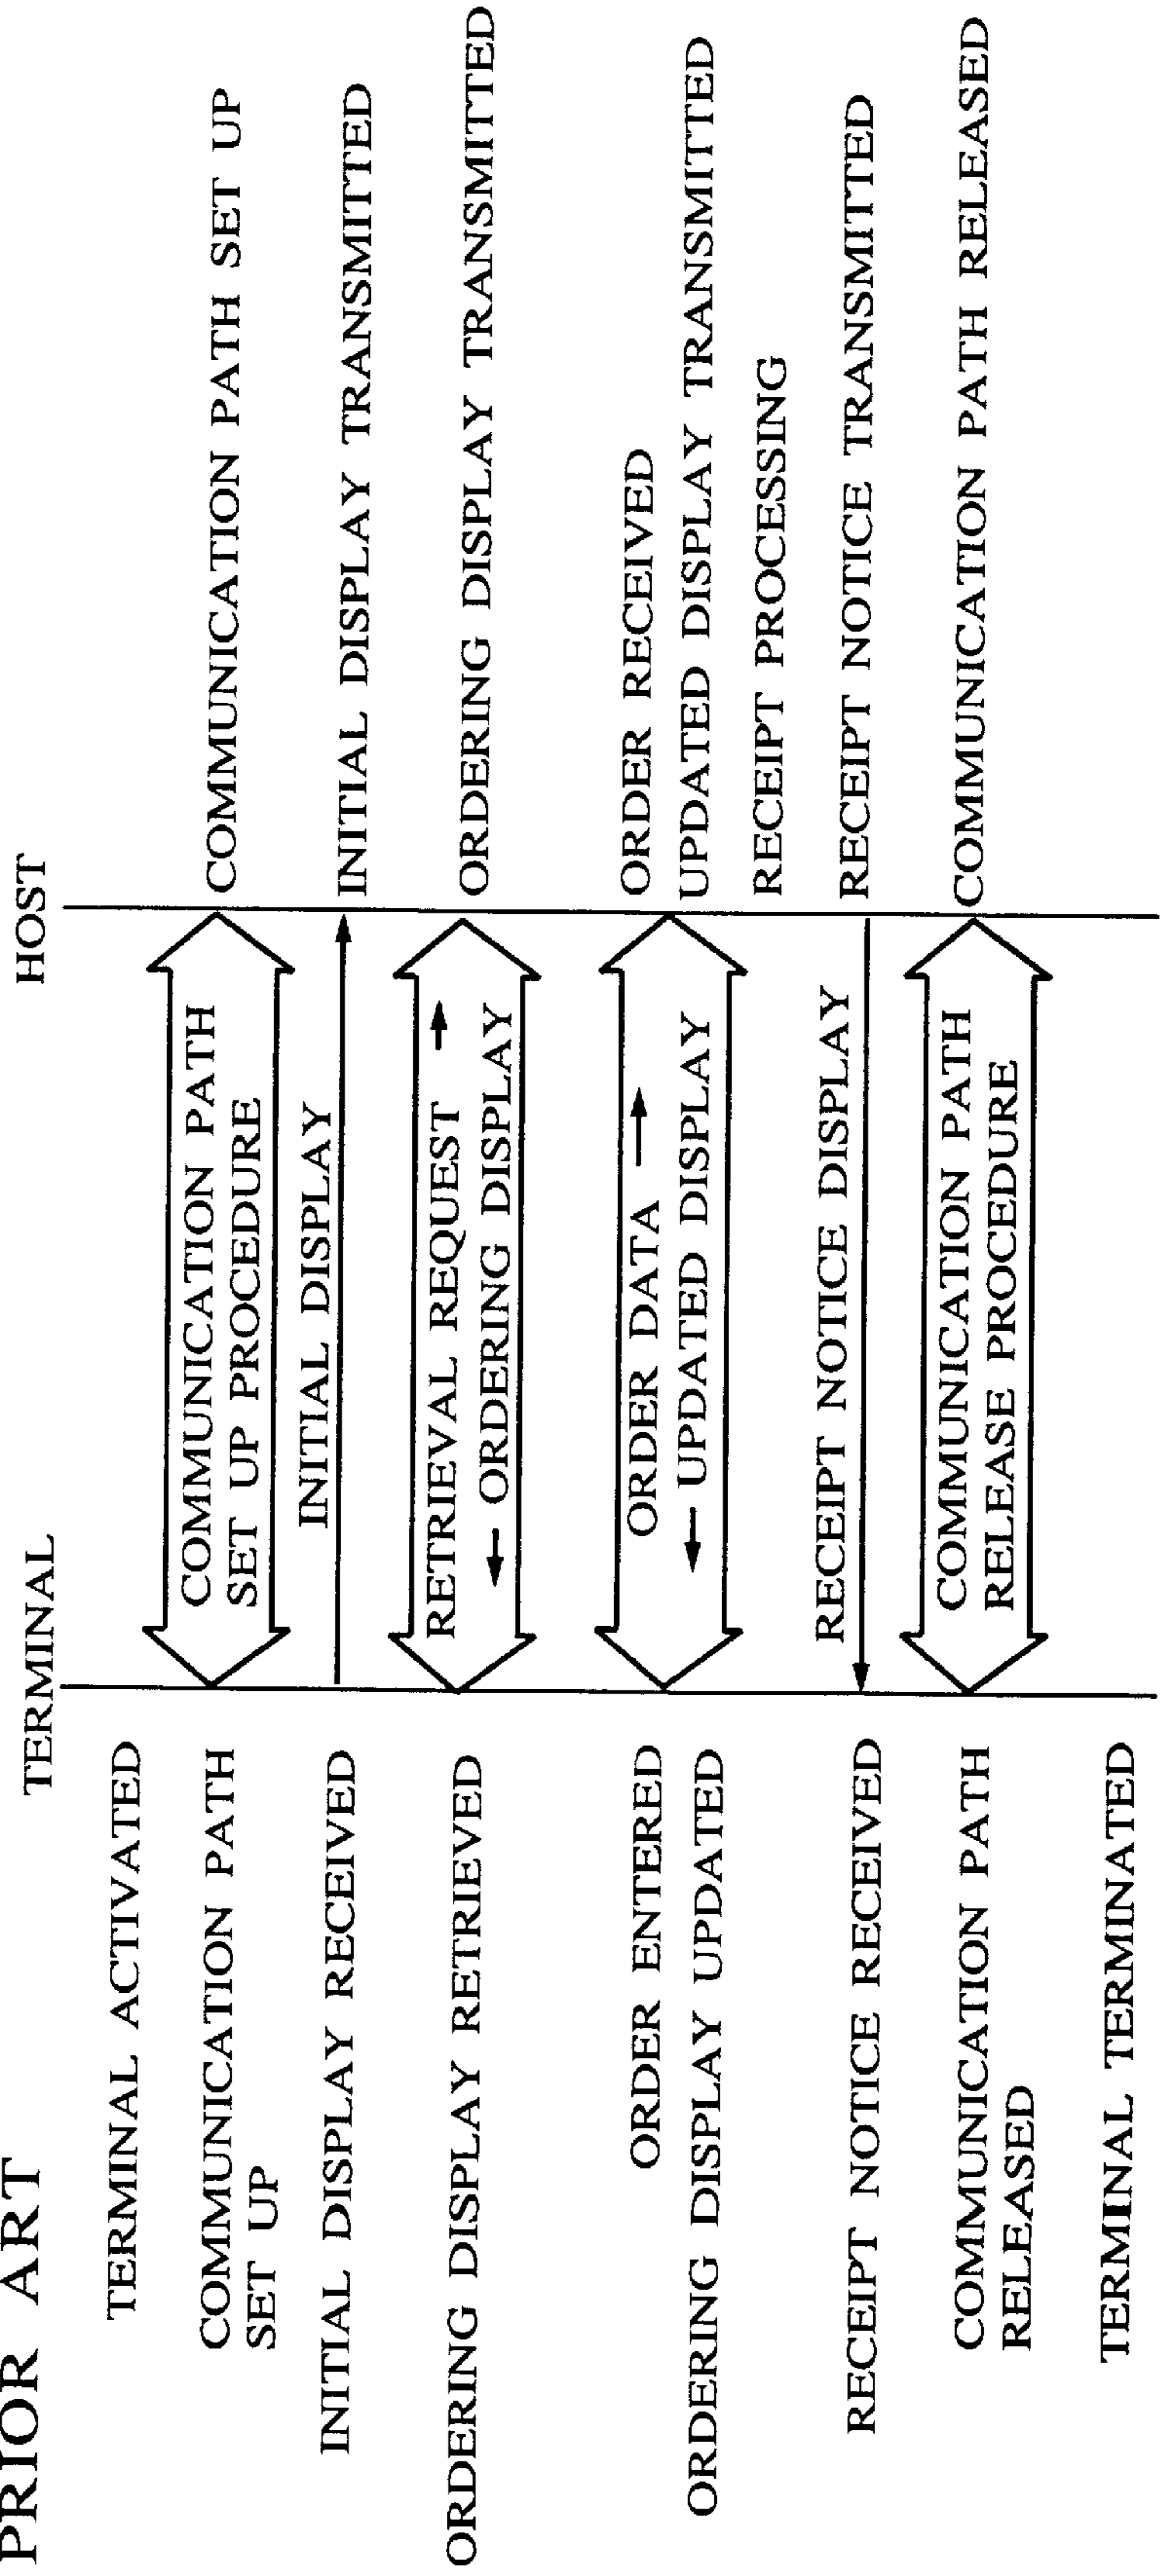 PRIOR ART
TERMINAL
HOST
TERMINAL ACTIVATED
COMMUNICATION PATH
SET UP
COMMUNICATION PATH
SET UP PROCEDURE
COMMUNICATION PATH SET UP
INITIAL DISPLAY RECEIVED
INITIAL DISPLAY
INITIAL DISPLAY TRANSMITTED
ORDERING DISPLAY RETRIEVED
RETRIEVAL REQUEST →
← ORDERING DISPLAY
ORDERING DISPLAY TRANSMITTED
ORDER ENTERED
ORDERING DISPLAY UPDATED
ORDER DATA →
← UPDATED DISPLAY
ORDER RECEIVED
UPDATED DISPLAY TRANSMITTED
RECEIPT PROCESSING
RECEIPT NOTICE RECEIVED
RECEIPT NOTICE DISPLAY
RECEIPT NOTICE TRANSMITTED
COMMUNICATION PATH
RELEASED
COMMUNICATION PATH
RELEASE PROCEDURE
COMMUNICATION PATH RELEASED
TERMINAL TERMINATED